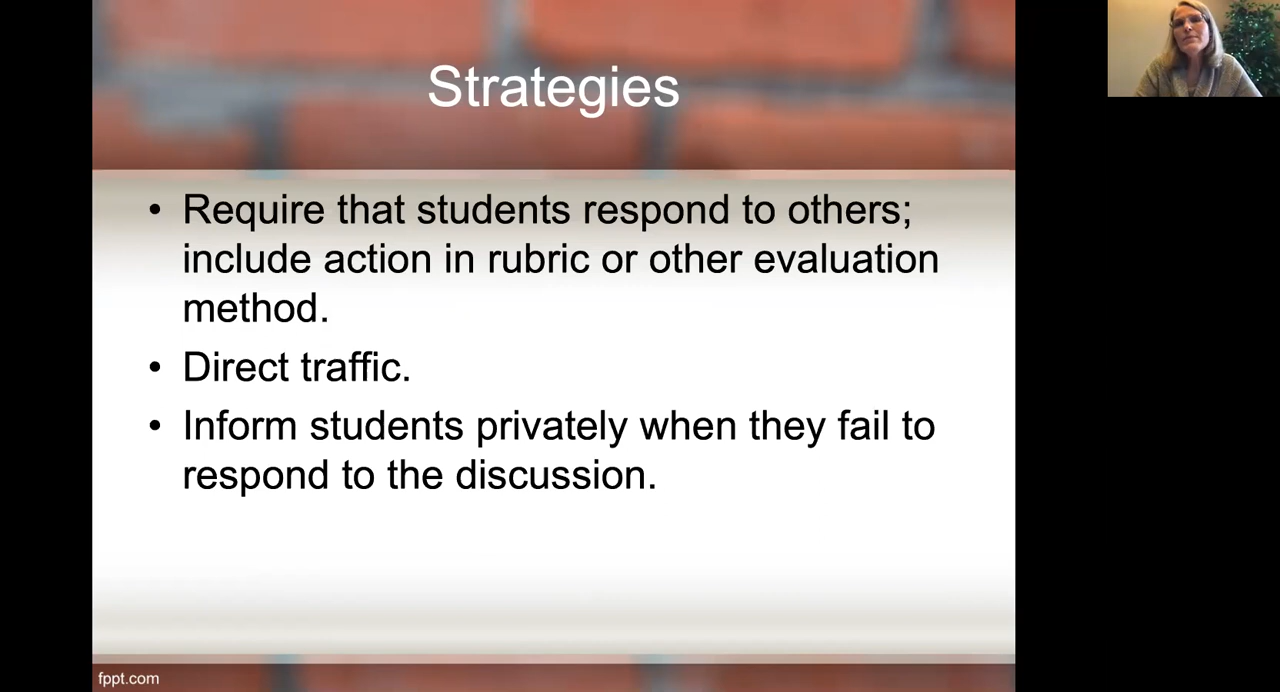 Strategies
• Require that students respond to others;
include action in rubric or other evaluation
method.
• Direct traffic.
• Inform students privately when they fail to
respond to the discussion.
fppt.com